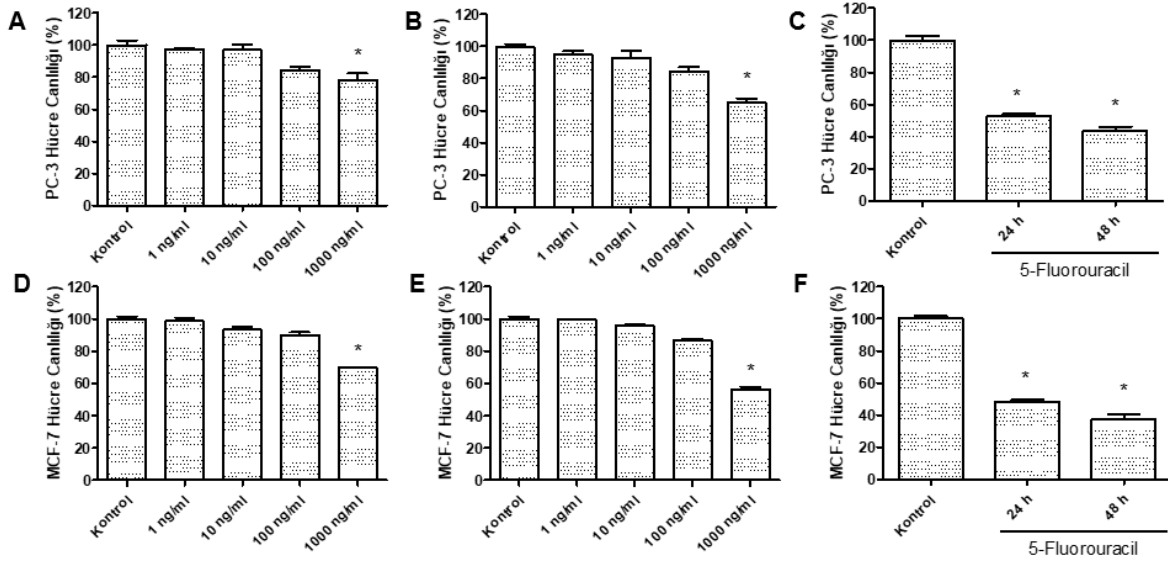 A
PC-3 Hücre Canlılığı (%)
120
100
80
60
40
20
0
*
Kontrol
1 ng/ml
10 ng/ml
100 ng/ml
1000 ng/ml
B
PC-3 Hücre Canlılığı (%)
120
100
80
60
40
20
0
*
Kontrol
1 ng/ml
10 ng/ml
100 ng/ml
1000 ng/ml
C
PC-3 Hücre Canlılığı (%)
120
100
80
60
40
20
0
*
*
Kontrol
24 h
48 h
5-Fluorouracil
D
MCF-7 Hücre Canlılığı (%)
120
100
80
60
40
20
0
*
Kontrol
1 ng/ml
10 ng/ml
100 ng/ml
1000 ng/ml
E
MCF-7 Hücre Canlılığı (%)
120
100
80
60
40
20
0
*
Kontrol
1 ng/ml
10 ng/ml
100 ng/ml
1000 ng/ml
F
MCF-7 Hücre Canlılığı (%)
120
100
80
60
40
20
0
*
*
Kontrol
24 h
48 h
5-Fluorouracil